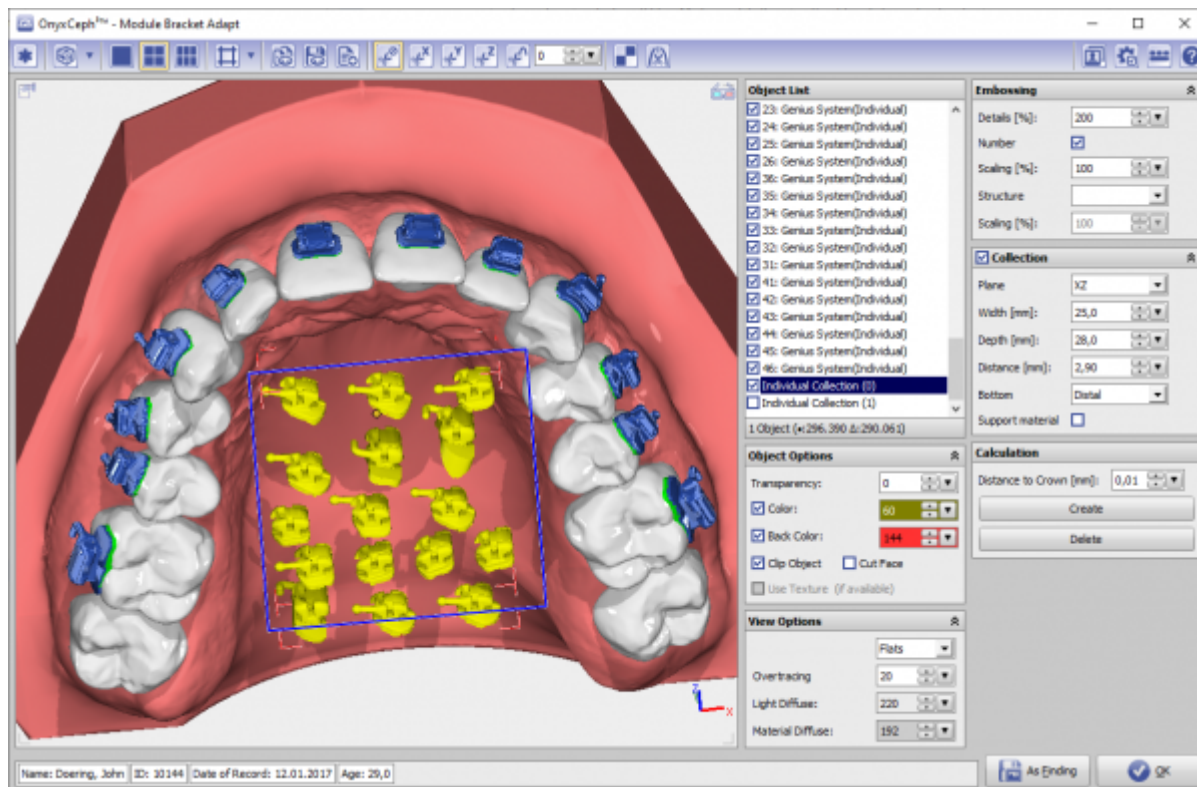 OnyxCeph³™ - Module Bracket Adapt
0
Object List
23: Genius System(Individual)
24: Genius System(Individual)
25: Genius System(Individual)
26: Genius System(Individual)
36: Genius System(Individual)
35: Genius System(Individual)
34: Genius System(Individual)
33: Genius System(Individual)
32: Genius System(Individual)
31: Genius System(Individual)
41: Genius System(Individual)
42: Genius System(Individual)
43: Genius System(Individual)
44: Genius System(Individual)
45: Genius System(Individual)
46: Genius System(Individual)
Individual Collection (0)
Individual Collection (1)
1 Object (•:296.390 Δ:290.061)
Object Options
Transparency: 0
Color: 60
Back Color: 144
Clip Object Cut Face
Use Texture (if available)
View Options
Flats
Overtracing 20
Light Diffuse: 220
Material Diffuse: 192
Embossing
Details [%]: 200
Number
Scaling [%]: 100
Structure
Scaling [%]: 100
Collection
Plane XZ
Width [mm]: 25,0
Depth [mm]: 28,0
Distance [mm]: 2,90
Bottom Distal
Support material
Calculation
Distance to Crown [mm]: 0,01
Create
Delete
Z
X
Name: Doering, John ID: 10144 Date of Record: 12.01.2017 Age: 29,0
As Finding
OK